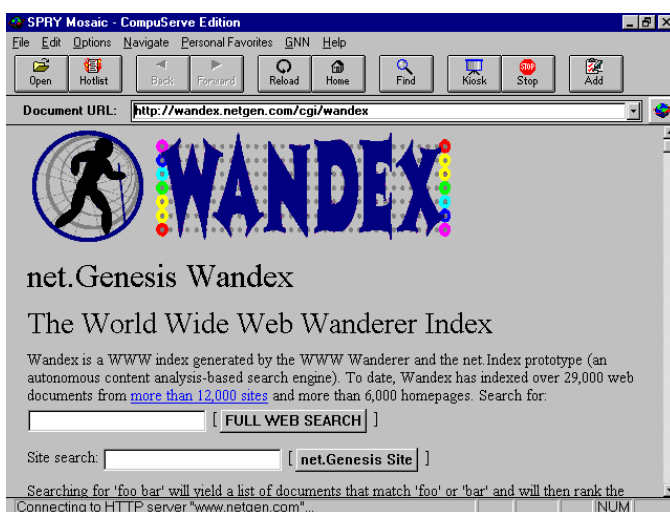 SPRY Mosaic - CompuServe Edition
File Edit Options Navigate Personal Favorites GNN Help
Open Hotlist Back Forward Reload Home Find Kiosk Stop Add
Document URL: http://wandex.netgen.com/cgi/wandex
WANDEX
net.Genesis Wandex
The World Wide Web Wanderer Index
Wandex is a WWW index generated by the WWW Wanderer and the net.Index prototype (an
autonomous content analysis-based search engine). To date, Wandex has indexed over 29,000 web
documents from more than 12,000 sites and more than 6,000 homepages. Search for:
[ FULL WEB SEARCH ]
Site search: [ net.Genesis Site ]
Searching for 'foo bar' will yield a list of documents that match 'foo' or 'bar' and will then rank the
Connecting to HTTP server "www.netgen.com"... NUM